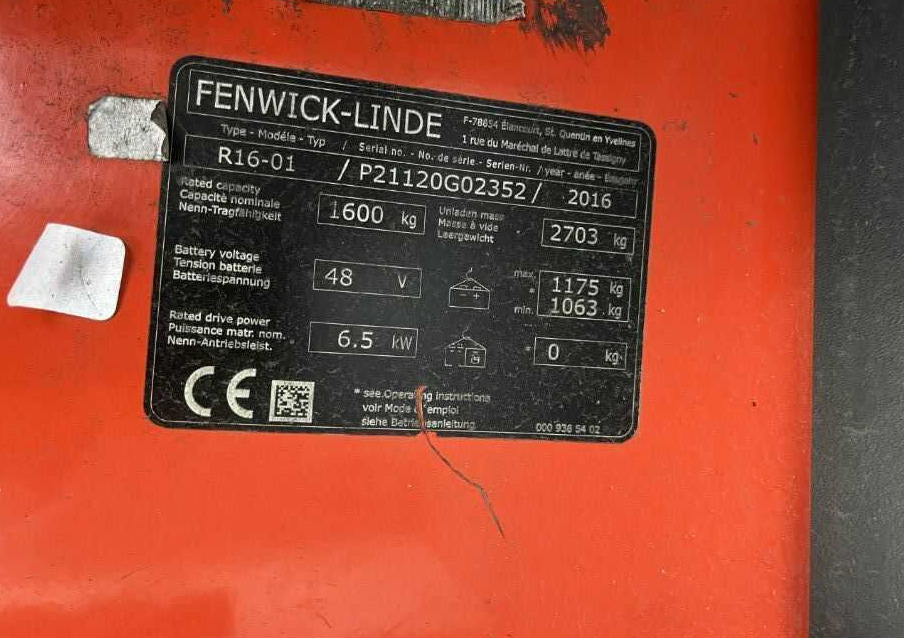 FENWICK-LINDE
F-78854 Élancourt, St. Quentin en Yvelines
1 rue du Maréchal de Lattre de Tassigny
Type - Modéle - Typ / Serial no. - No. de série - Serien-Nr. / year - anée - Baujahr
R16-01 / P21120G02352 / 2016
Rated capacity
Capacité nominale
Nenn-Tragfähigkeit
1600 kg
Unladen mass
Masse à vide
Leergewicht
2703 kg
Battery voltage
Tension batterie
Batteriespannung
48 V
max. 1175 kg
*
min. 1063 kg
Rated drive power
Puissance matr. nom.
Nenn-Antriebsleist.
6.5 kW
* 0 kg
CE
* see Operating instructions
voir Mode d'emploi
siehe Betriebsanleitung
000 938 54 02